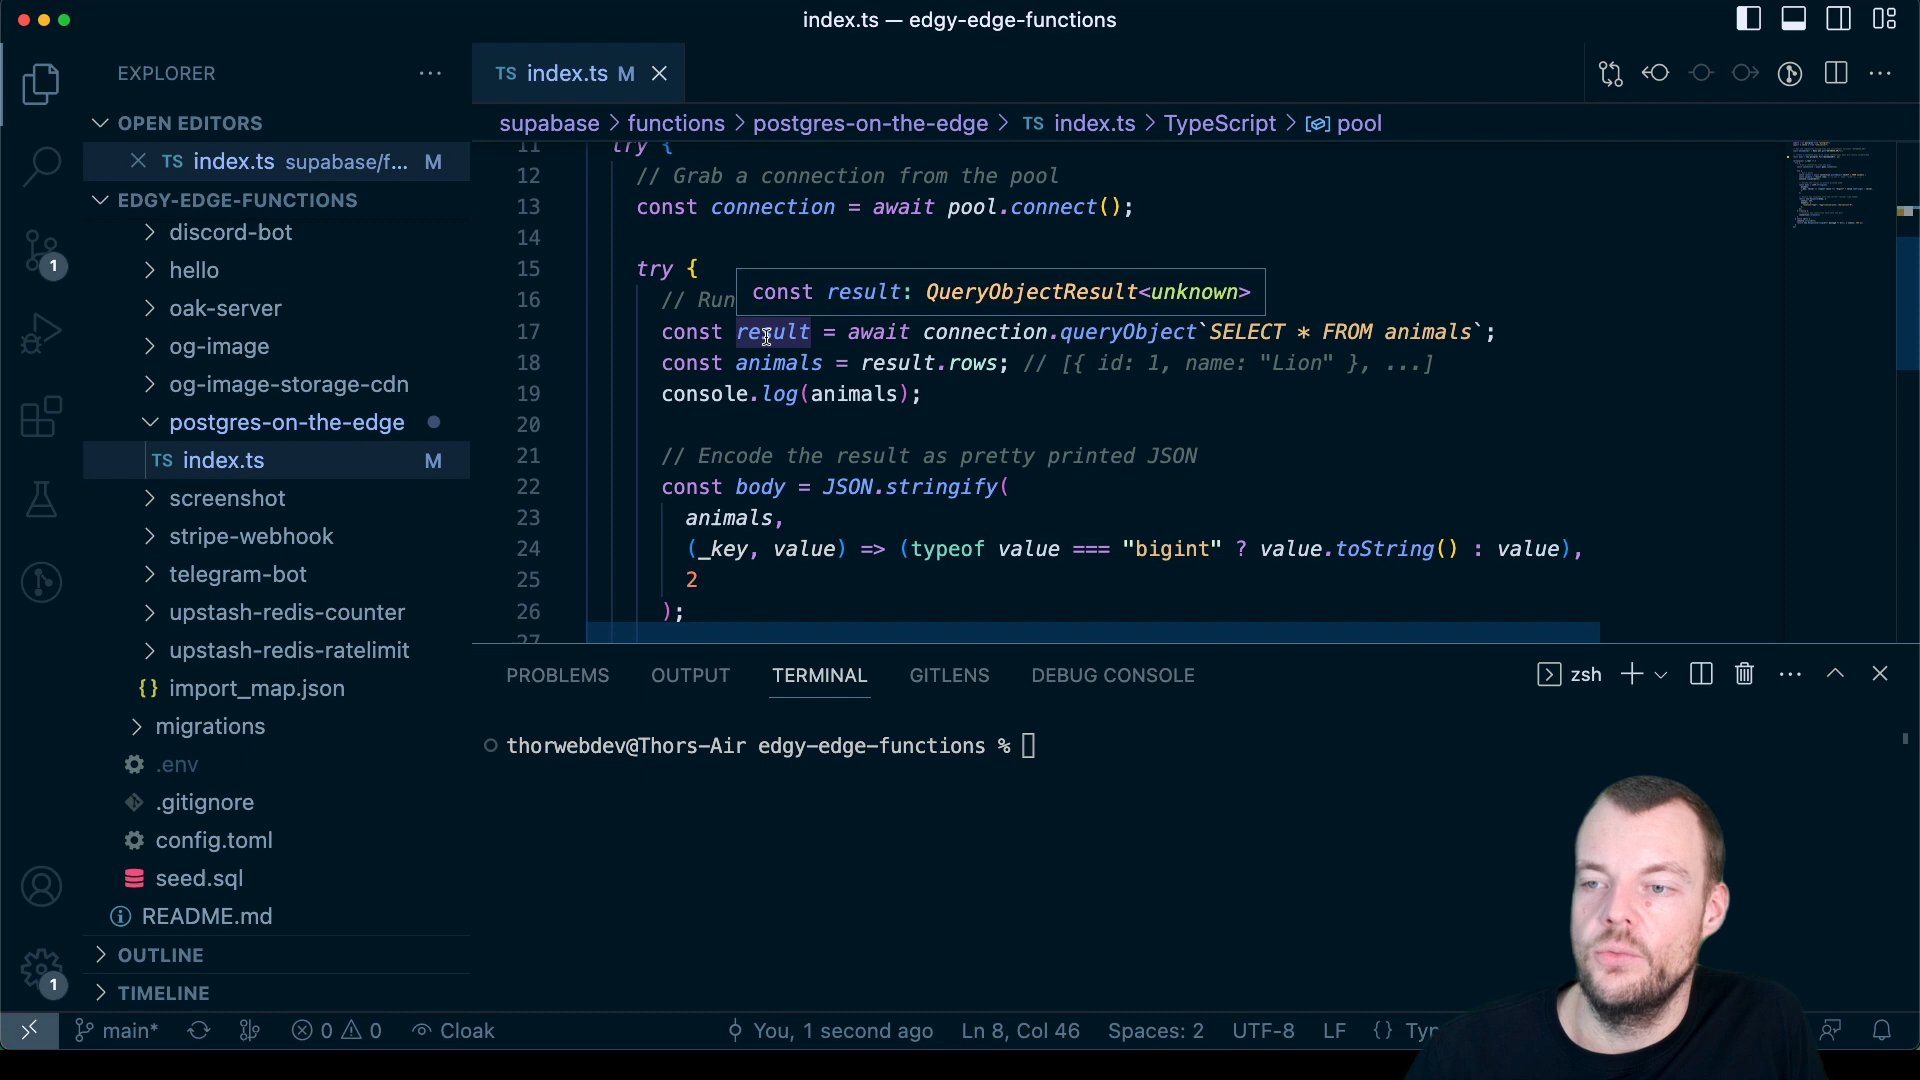 index.ts — edgy-edge-functions
EXPLORER
TS index.ts M
OPEN EDITORS
TS index.ts supabase/f... M
EDGY-EDGE-FUNCTIONS
discord-bot
hello
oak-server
og-image
og-image-storage-cdn
postgres-on-the-edge
TS index.ts M
screenshot
stripe-webhook
telegram-bot
upstash-redis-counter
upstash-redis-ratelimit
{} import_map.json
migrations
.env
.gitignore
config.toml
seed.sql
README.md
OUTLINE
TIMELINE
1
1
supabase > functions > postgres-on-the-edge > TS index.ts > TypeScript > pool
11 try {
12 // Grab a connection from the pool
13 const connection = await pool.connect();
14
15 try {
const result: QueryObjectResult<unknown>
16 // Run
17 const result = await connection.queryObject`SELECT * FROM animals`;
18 const animals = result.rows; // [{ id: 1, name: "Lion" }, ...]
19 console.log(animals);
20
21 // Encode the result as pretty printed JSON
22 const body = JSON.stringify(
23 animals,
24 (_key, value) => (typeof value === "bigint" ? value.toString() : value),
25 2
26 );
27
PROBLEMS OUTPUT TERMINAL GITLENS DEBUG CONSOLE zsh
thorwebdev@Thors-Air edgy-edge-functions %
main* 0 0 Cloak You, 1 second ago Ln 8, Col 46 Spaces: 2 UTF-8 LF {} Typ